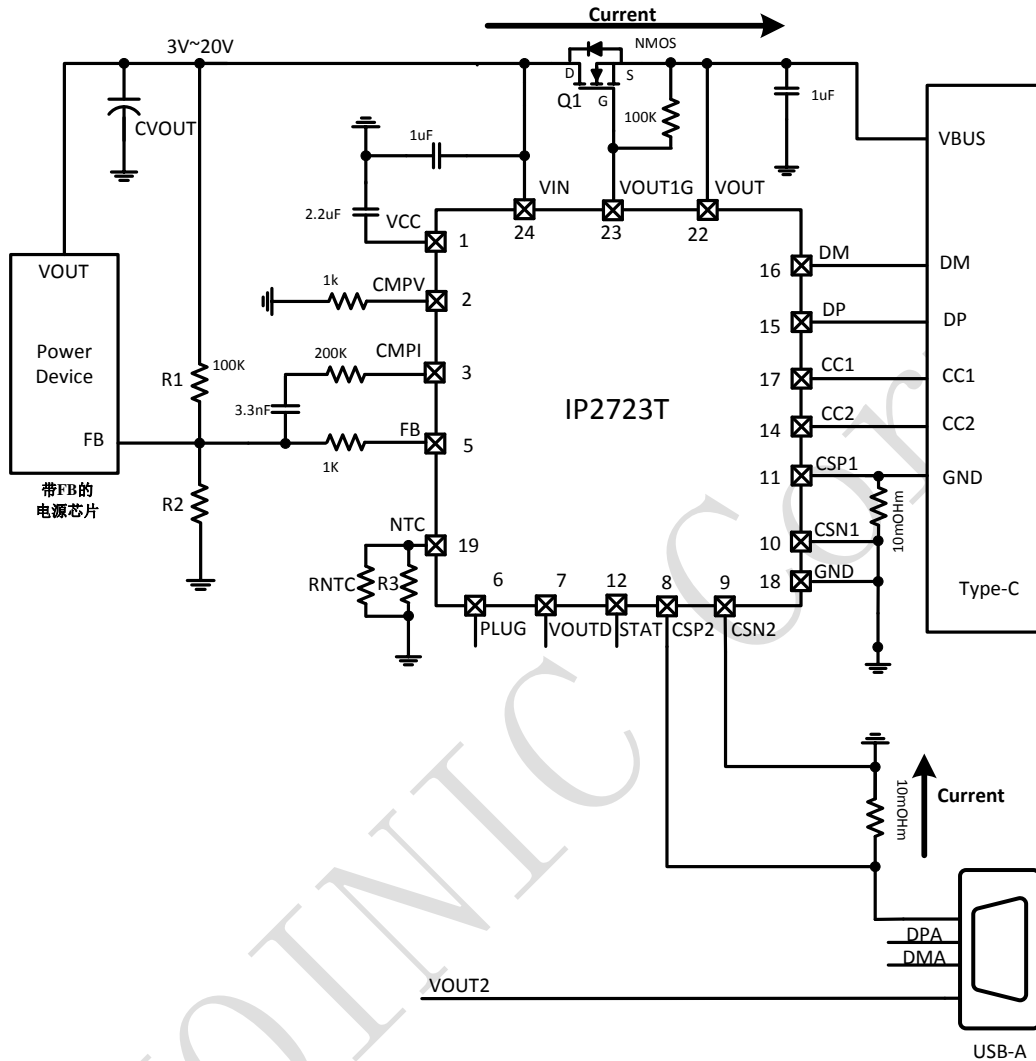 Current
3V~20V
NMOS
D
S
G
Q1
100K
1uF
CVOUT
1uF
2.2uF
VCC
VIN
VOUT1G
VOUT
24
23
22
1
VBUS
VOUT
Power
Device
FB
带FB的
电源芯片
R1
100K
R2
1k
CMPV
2
200K
CMPI
3
3.3nF
1K
FB
5
IP2723T
16
DM
DM
15
DP
DP
17
CC1
CC1
14
CC2
CC2
11
CSP1
GND
10mOHm
10
CSN1
18
GND
Type-C
NTC
19
RNTC
R3
6
7
12
8
9
PLUG
VOUTD
STAT
CSP2
CSN2
10mOHm
Current
DPA
DMA
VOUT2
USB-A
OINIC Cor